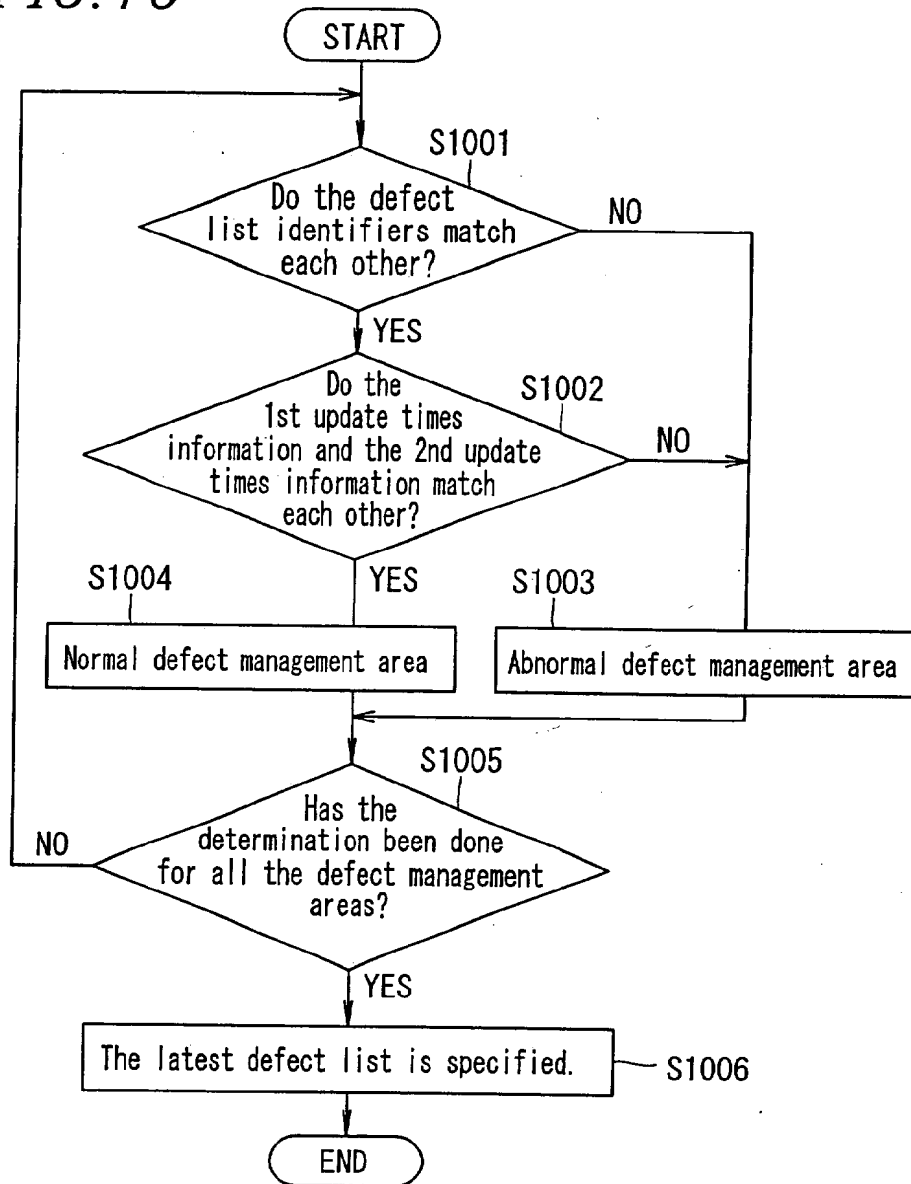 START
S1001
Do the defect
list identifiers match
each other?
NO
YES
S1002
Do the
1st update times
information and the 2nd update
times information match
each other?
NO
YES
S1004
S1003
Normal defect management area
Abnormal defect management area
S1005
Has the
determination been done
for all the defect management
areas?
NO
YES
The latest defect list is specified.
S1006
END